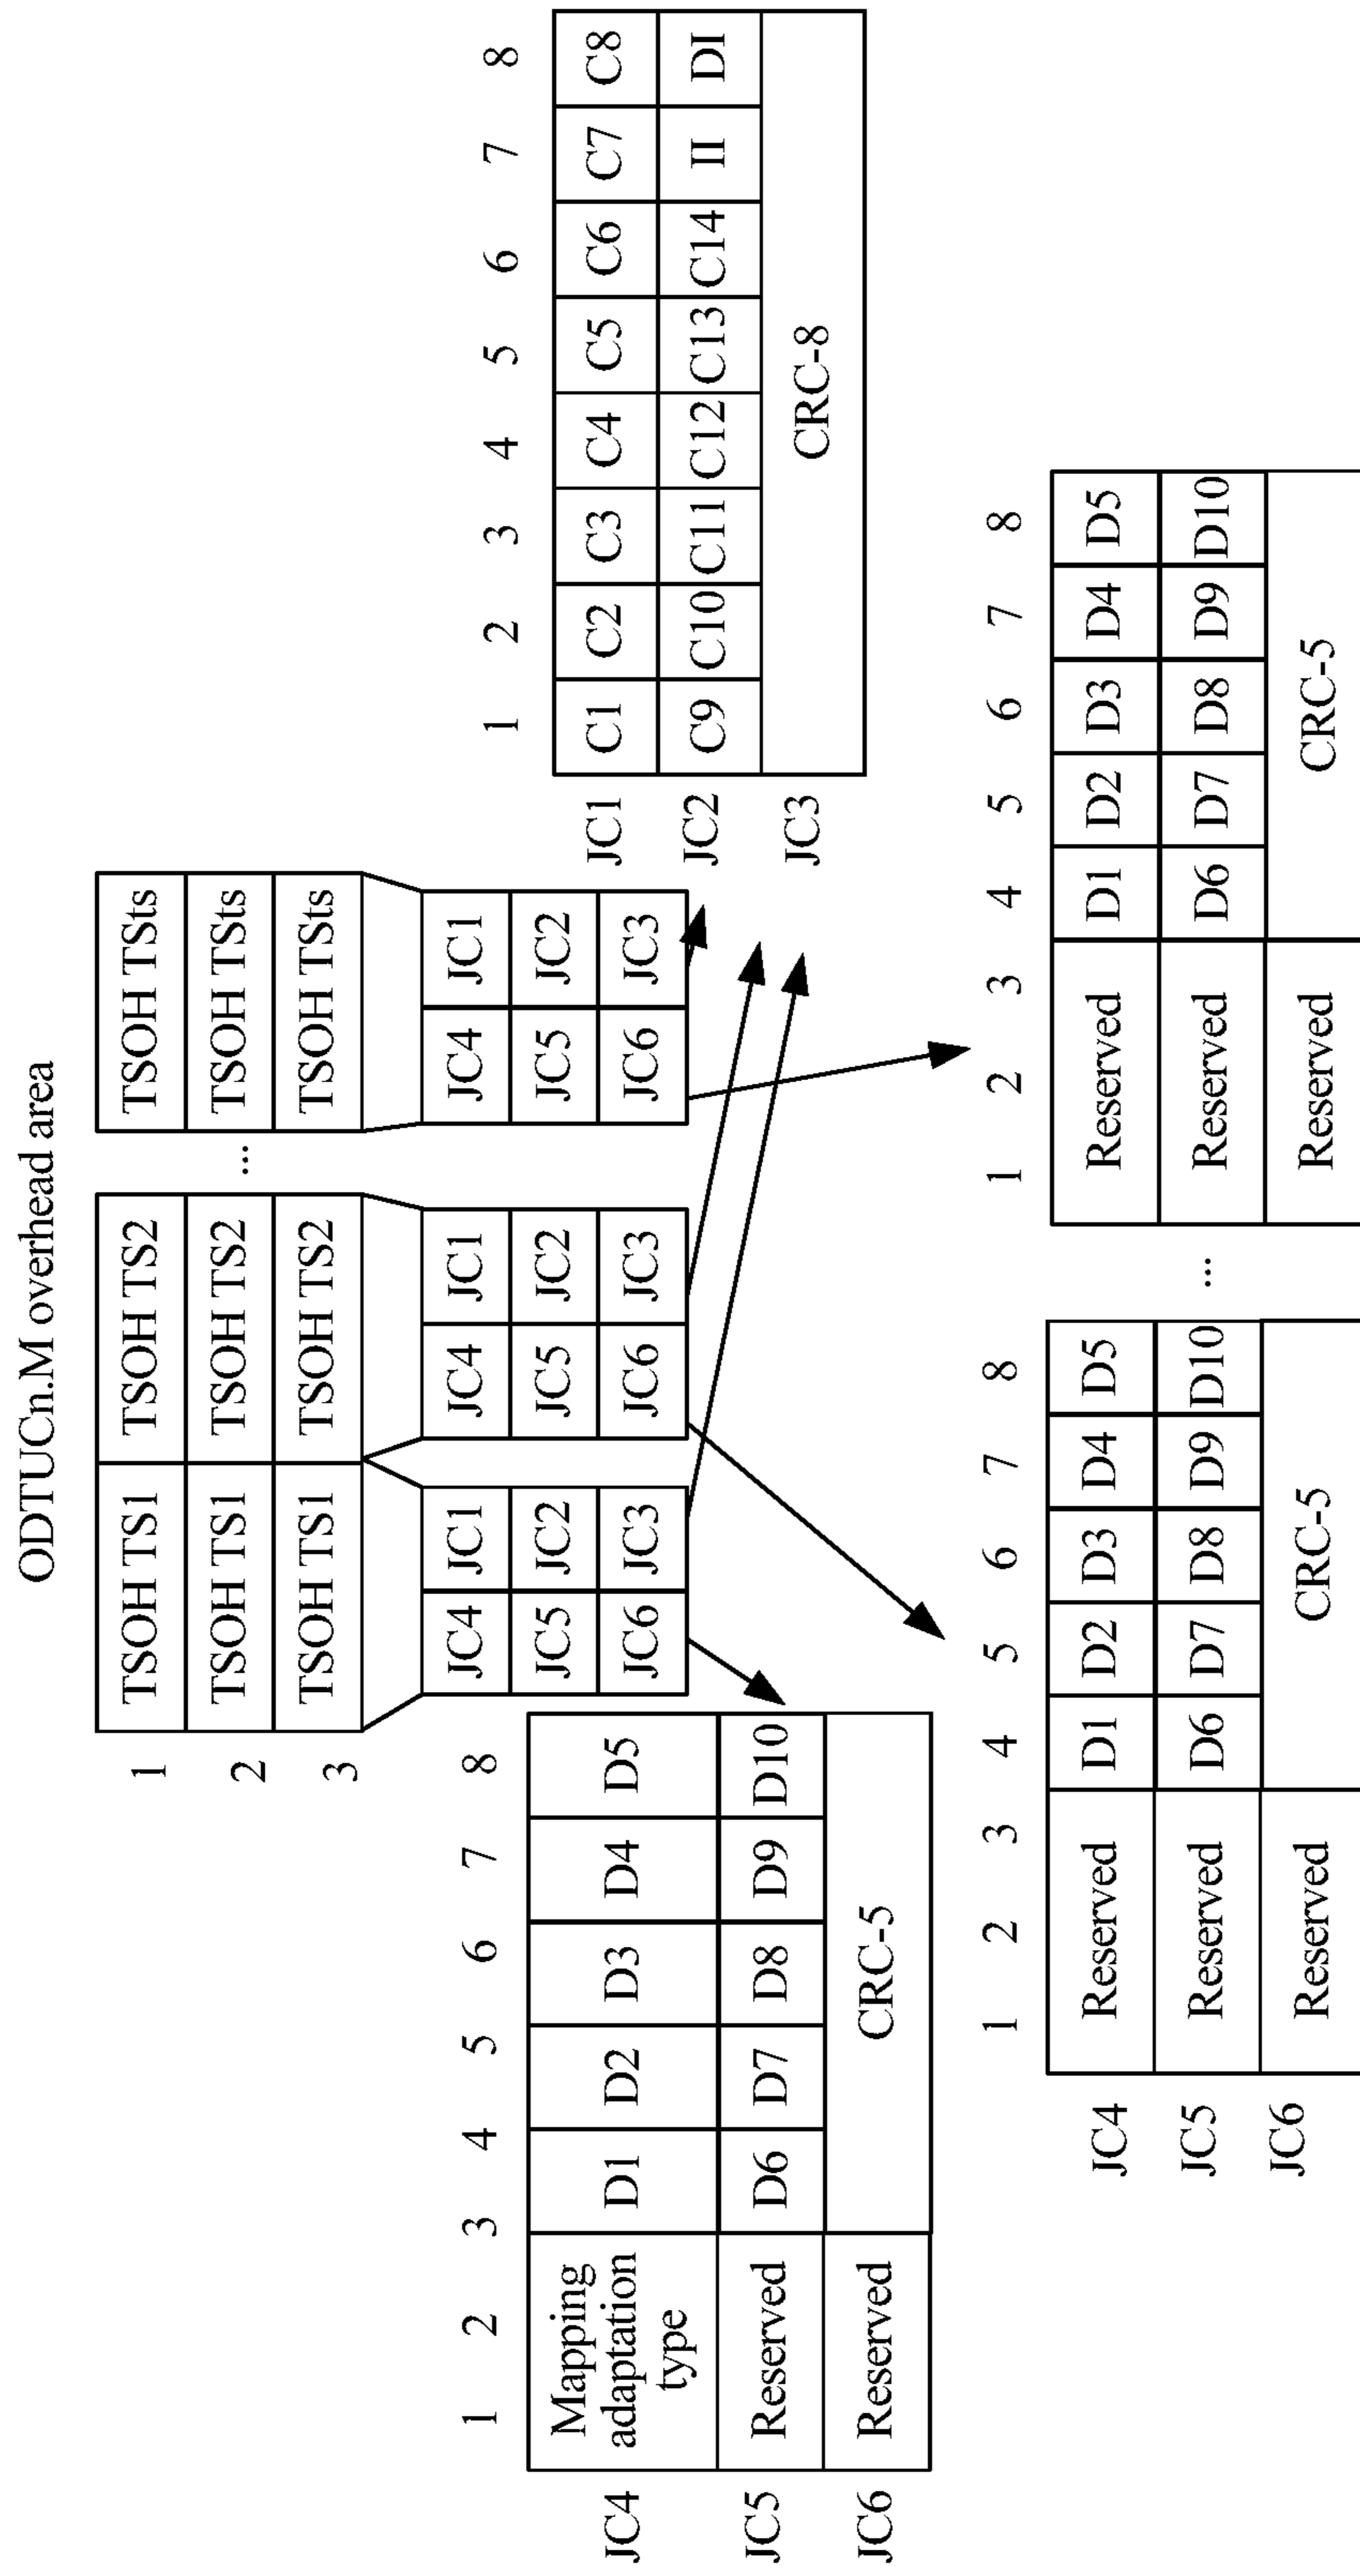 ODTUCn.M overhead area
1 TSOH TS1 TSOH TS2 TSOH TSts
2 TSOH TS1 TSOH TS2 ... TSOH TSts
3 TSOH TS1 TSOH TS2 TSOH TSts
JC4 JC1 JC4 JC1 JC4 JC1
JC5 JC2 JC5 JC2 JC5 JC2
JC6 JC3 JC6 JC3 JC6 JC3
1 2 3 4 5 6 7 8
JC4 Mapping adaptation type D1 D2 D3 D4 D5
JC5 Reserved D6 D7 D8 D9 D10
JC6 Reserved CRC-5
1 2 3 4 5 6 7 8
JC1 C1 C2 C3 C4 C5 C6 C7 C8
JC2 C9 C10 C11 C12 C13 C14 II DI
JC3 CRC-8
1 2 3 4 5 6 7 8
JC4 Reserved D1 D2 D3 D4 D5
JC5 Reserved D6 D7 D8 D9 D10
JC6 Reserved CRC-5
...
1 2 3 4 5 6 7 8
Reserved D1 D2 D3 D4 D5
Reserved D6 D7 D8 D9 D10
Reserved CRC-5